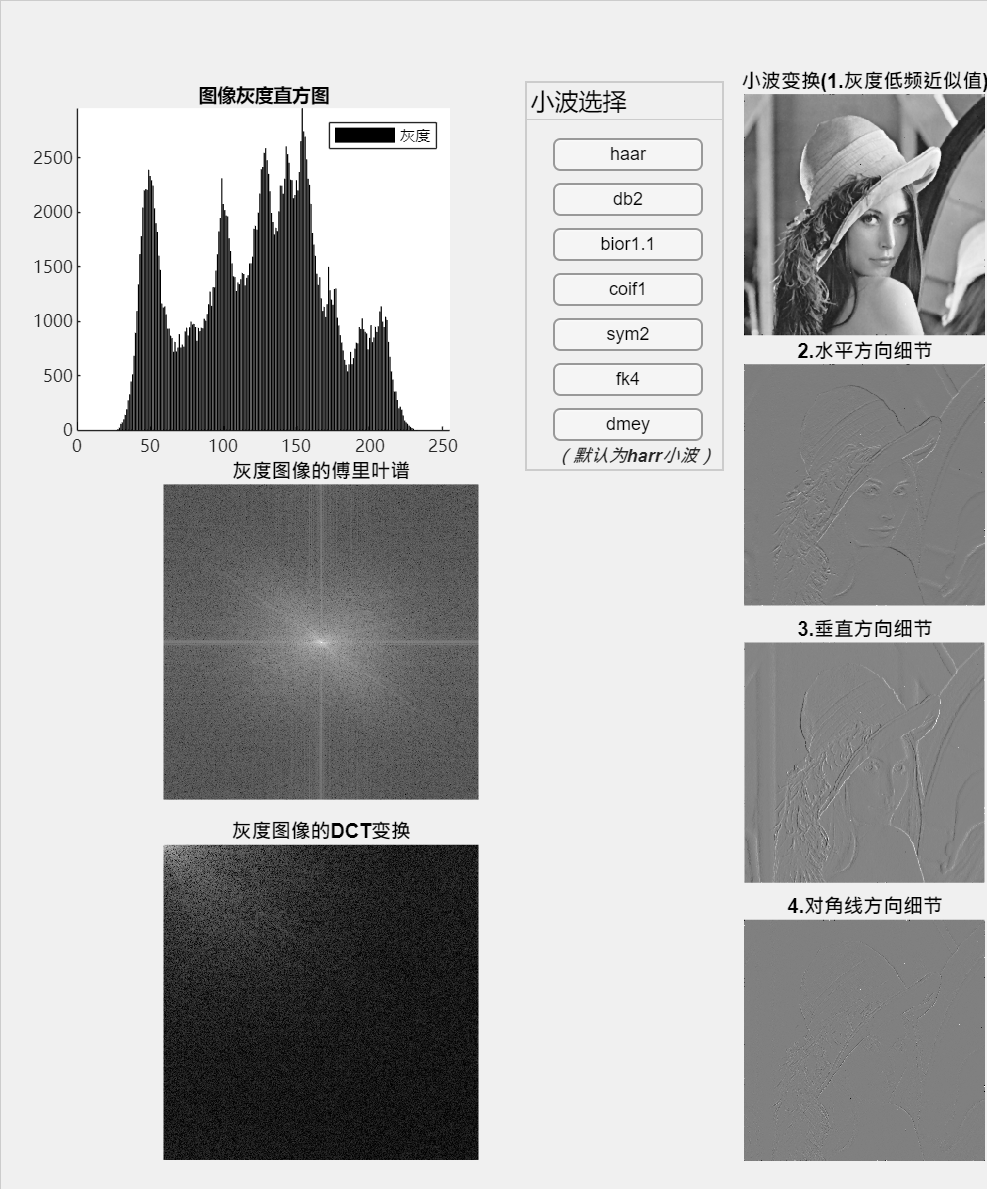 图像灰度直方图
灰度
2500
2000
1500
1000
500
0
0 50 100 150 200 250
灰度图像的傅里叶谱
灰度图像的DCT变换
小波选择
haar
db2
bior1.1
coif1
sym2
fk4
dmey
（默认为harr小波）
小波变换(1.灰度低频近似值)
2.水平方向细节
3.垂直方向细节
4.对角线方向细节